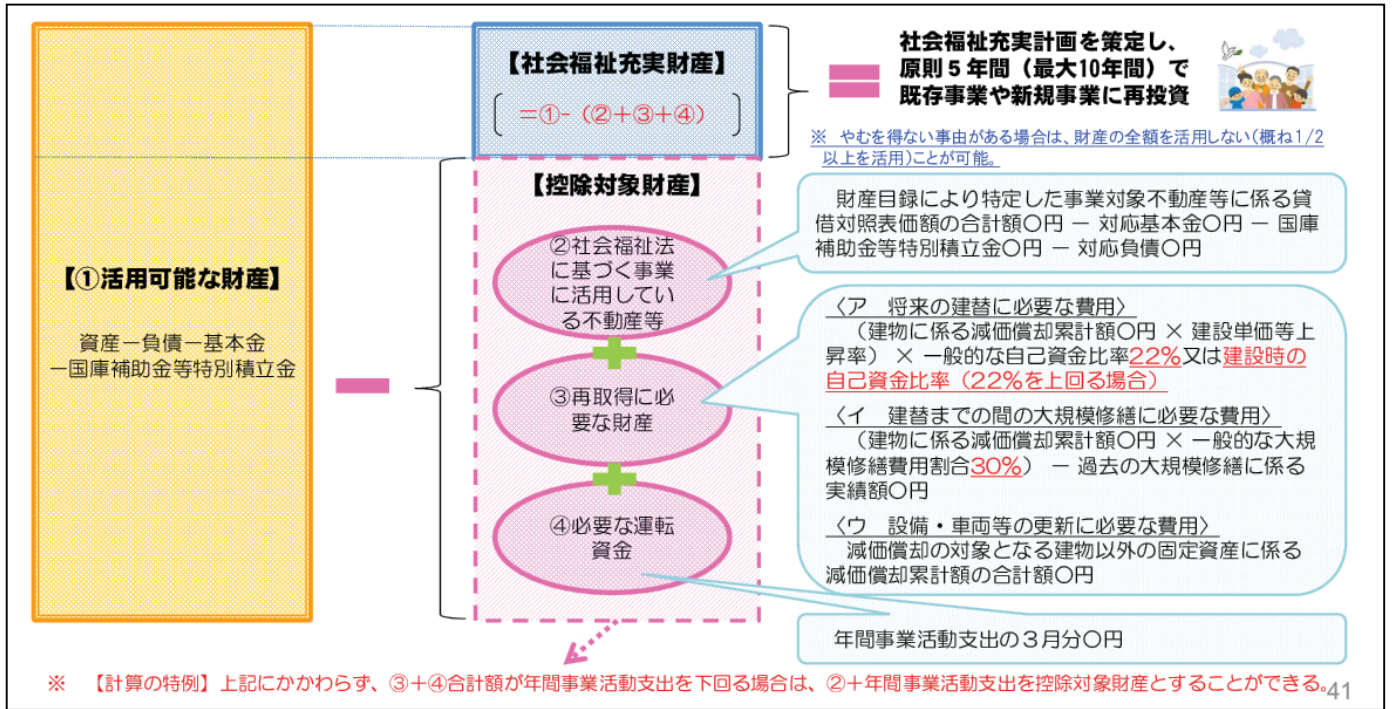 【①活用可能な財産】
資産－負債－基本金
－国庫補助金等特別積立金
【社会福祉充実財産】
＝①-（②＋③＋④）
社会福祉充実計画を策定し、
原則５年間（最大10年間）で
既存事業や新規事業に再投資
※　やむを得ない事由がある場合は、財産の全額を活用しない（概ね1/2
以上を活用）ことが可能。
【控除対象財産】
②社会福祉法
に基づく事業
に活用してい
る不動産等
③再取得に必
要な財産
④必要な運転
資金
財産目録により特定した事業対象不動産等に係る貸
借対照表価額の合計額〇円 － 対応基本金〇円 － 国庫
補助金等特別積立金〇円 － 対応負債〇円
〈ア　将来の建替に必要な費用〉
（建物に係る減価償却累計額〇円 × 建設単価等上
昇率） × 一般的な自己資金比率22%又は建設時の
自己資金比率（22%を上回る場合）
〈イ　建替までの間の大規模修繕に必要な費用〉
（建物に係る減価償却累計額〇円 × 一般的な大規
模修繕費用割合30%） － 過去の大規模修繕に係る
実績額〇円
〈ウ　設備・車両等の更新に必要な費用〉
減価償却の対象となる建物以外の固定資産に係る
減価償却累計額の合計額〇円
年間事業活動支出の３月分〇円
※　【計算の特例】上記にかかわらず、③＋④合計額が年間事業活動支出を下回る場合は、②＋年間事業活動支出を控除対象財産とすることができる。
41